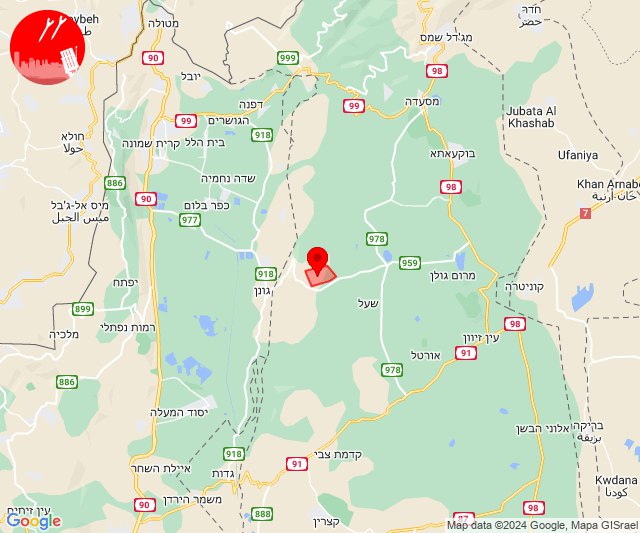 חֻדַר
حضر
מטולה
מג'דל שמס
999
90
98
יובל
99
דפנה
מסעדה
Jubata Al
Khashab
הגושרים
99
918
חולא
حولا
קרית שמונה
בית הלל
בוקעאתא
Ufaniya
886
שדה נחמיה
98
Khan Arnabe
خان أرنبة
90
מיס אל-ג'בל
ميس الجبل
כפר בלום
977
7
978
918
959
יפתח
גונן
מרום גולן
קוניטרה
899
שעל
רמות נפתלי
98
מלכיה
עין זיוון
91
אורטל
886
978
יסוד המעלה
אלוני הבשן
בריקה
بريقة
918
קדמת צבי
איילת השחר
91
גדות
Kwdana
كودنا
משמר הירדן
90
98
עין זיתים
888
קצרין
87
Google
Map data ©2024 Google, Mapa GISrael